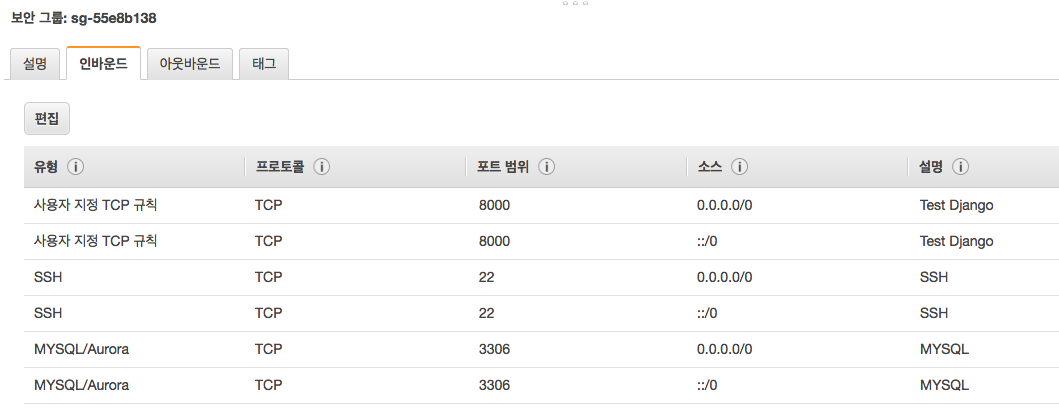 보안 그룹: sg-55e8b138
설명 인바운드 아웃바운드 태그
편집
유형 프로토콜 포트 범위 소스 설명
사용자 지정 TCP 규칙 TCP 8000 0.0.0.0/0 Test Django
사용자 지정 TCP 규칙 TCP 8000 ::/0 Test Django
SSH TCP 22 0.0.0.0/0 SSH
SSH TCP 22 ::/0 SSH
MYSQL/Aurora TCP 3306 0.0.0.0/0 MYSQL
MYSQL/Aurora TCP 3306 ::/0 MYSQL